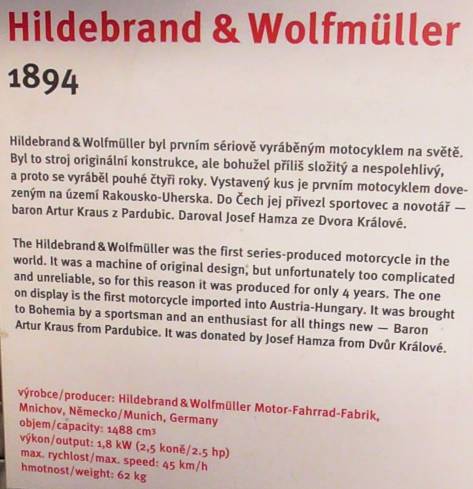 Hildebrand & Wolfmüller
1894
Hildebrand & Wolfmüller byl prvním sériově vyráběným motocyklem na světě.
Byl to stroj originální konstrukce, ale bohužel příliš složitý a nespolehlivý,
a proto se vyráběl pouhé čtyři roky. Vystavený kus je prvním motocyklem dove-
zeným na území Rakousko-Uherska. Do Čech jej přivezl sportovec a novotář —
baron Artur Kraus z Pardubic. Daroval Josef Hamza ze Dvora Králové.
The Hildebrand & Wolfmüller was the first series-produced motorcycle in the
world. It was a machine of original design, but unfortunately too complicated
and unreliable, so for this reason it was produced for only 4 years. The one
on display is the first motorcycle imported into Austria-Hungary. It was brought
to Bohemia by a sportsman and an enthusiast for all things new — Baron
Artur Kraus from Pardubice. It was donated by Josef Hamza from Dvůr Králové.
výrobce/producer: Hildebrand & Wolfmüller Motor-Fahrrad-Fabrik,
Mnichov, Německo/Munich, Germany
objem/capacity: 1488 cm³
výkon/output: 1,8 kW (2,5 koně/2.5 hp)
max. rychlost/max. speed: 45 km/h
hmotnost/weight: 62 kg